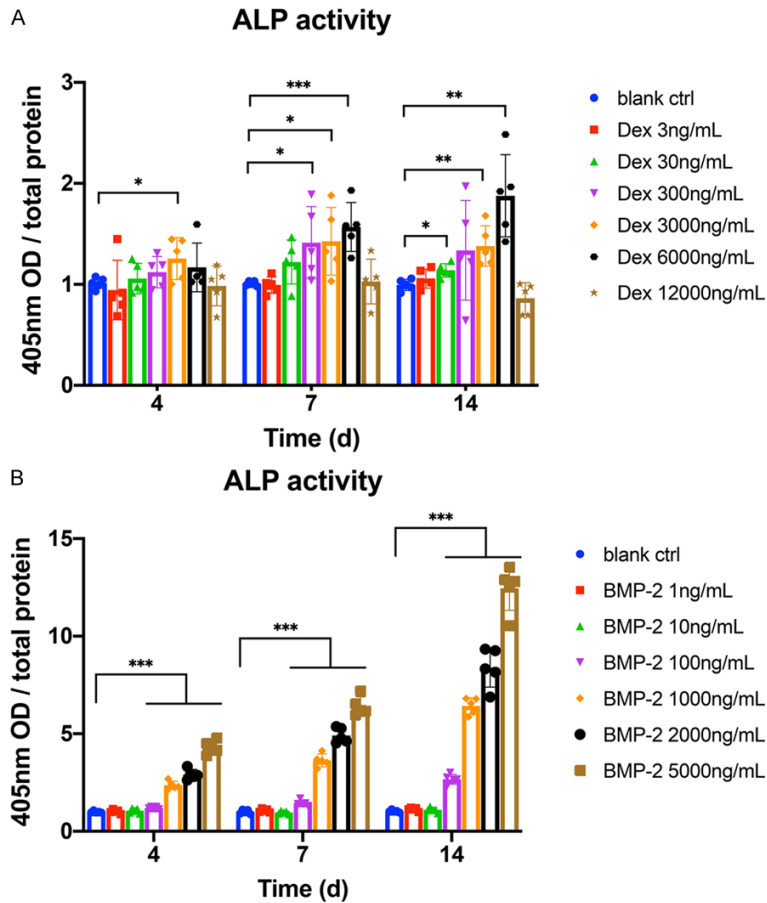 A
ALP activity
405nm OD / total protein
3
2
1
0
***
**
*
*
*
**
*
4
7
14
Time (d)
blank ctrl
Dex 3ng/mL
Dex 30ng/mL
Dex 300ng/mL
Dex 3000ng/mL
Dex 6000ng/mL
Dex 12000ng/mL
B
ALP activity
405nm OD / total protein
15
10
5
0
***
***
***
4
7
14
Time (d)
blank ctrl
BMP-2 1ng/mL
BMP-2 10ng/mL
BMP-2 100ng/mL
BMP-2 1000ng/mL
BMP-2 2000ng/mL
BMP-2 5000ng/mL